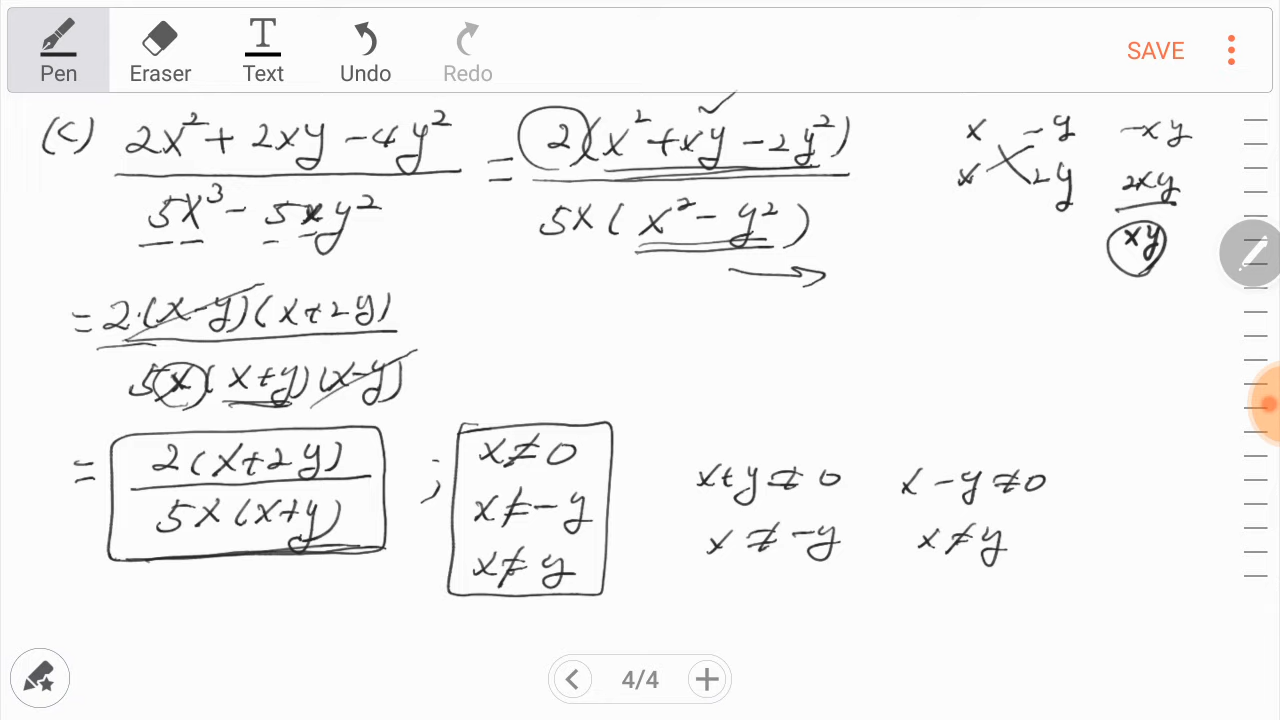 Pen Eraser Text Undo Redo SAVE
(c) (2x² + 2xy - 4y²)/(5x³ - 5xy²) = 2(x² + xy - 2y²)/(5x(x² - y²))
x -y -xy
x 2y 2xy
xy
= 2·(x-y)(x+2y)/(5x(x+y)(x-y))
= 2(x+2y)/(5x(x+y)) ; x≠0
x≠-y
x≠y
x+y≠0 x-y≠0
x≠-y x≠y
4/4